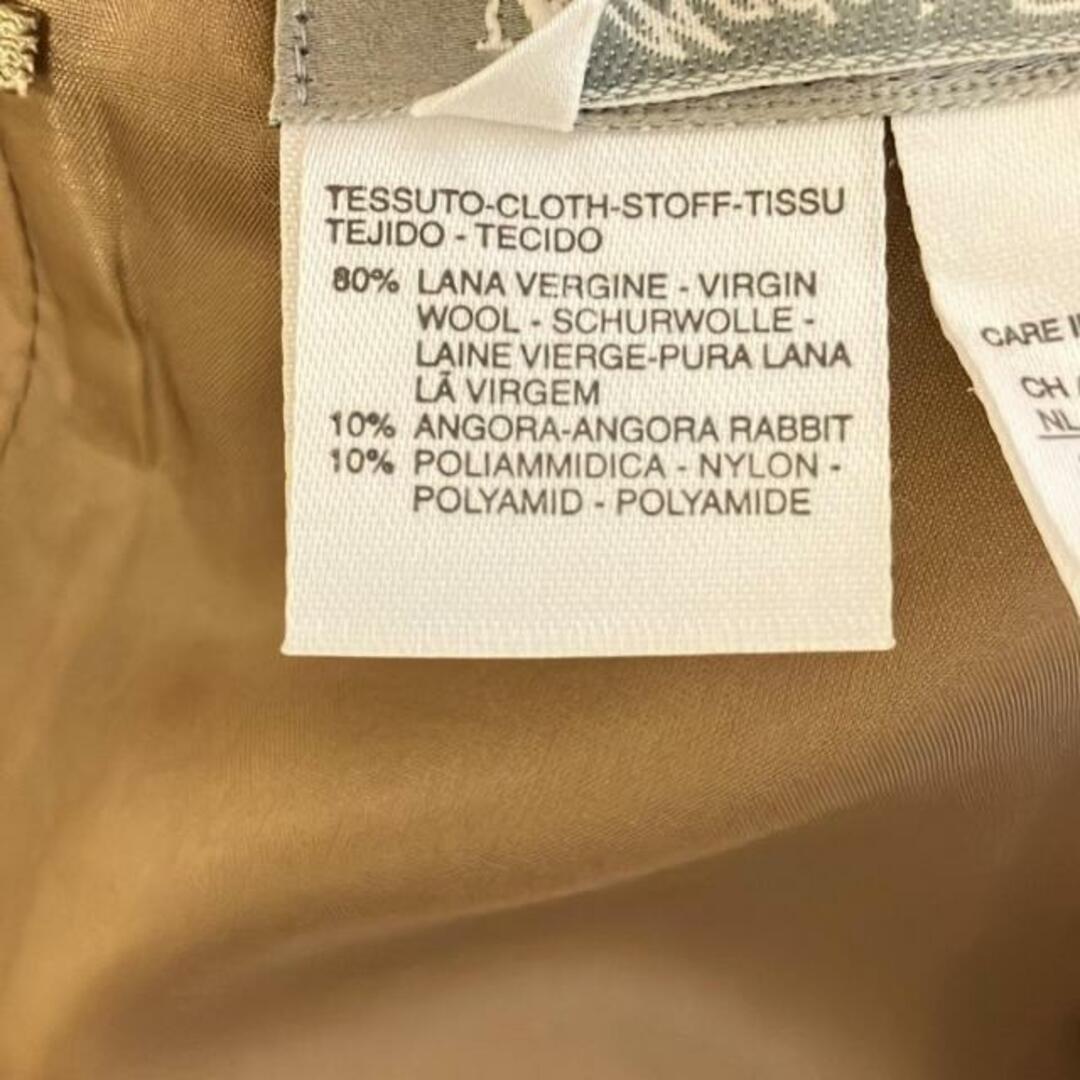 TESSUTO-CLOTH-STOFF-TISSU
TEJIDO - TECIDO
80% LANA VERGINE - VIRGIN
WOOL - SCHURWOLLE -
LAINE VIERGE-PURA LANA
LÃ VIRGEM
10% ANGORA-ANGORA RABBIT
10% POLIAMMIDICA - NYLON -
POLYAMID - POLYAMIDE
CARE
CH
NL